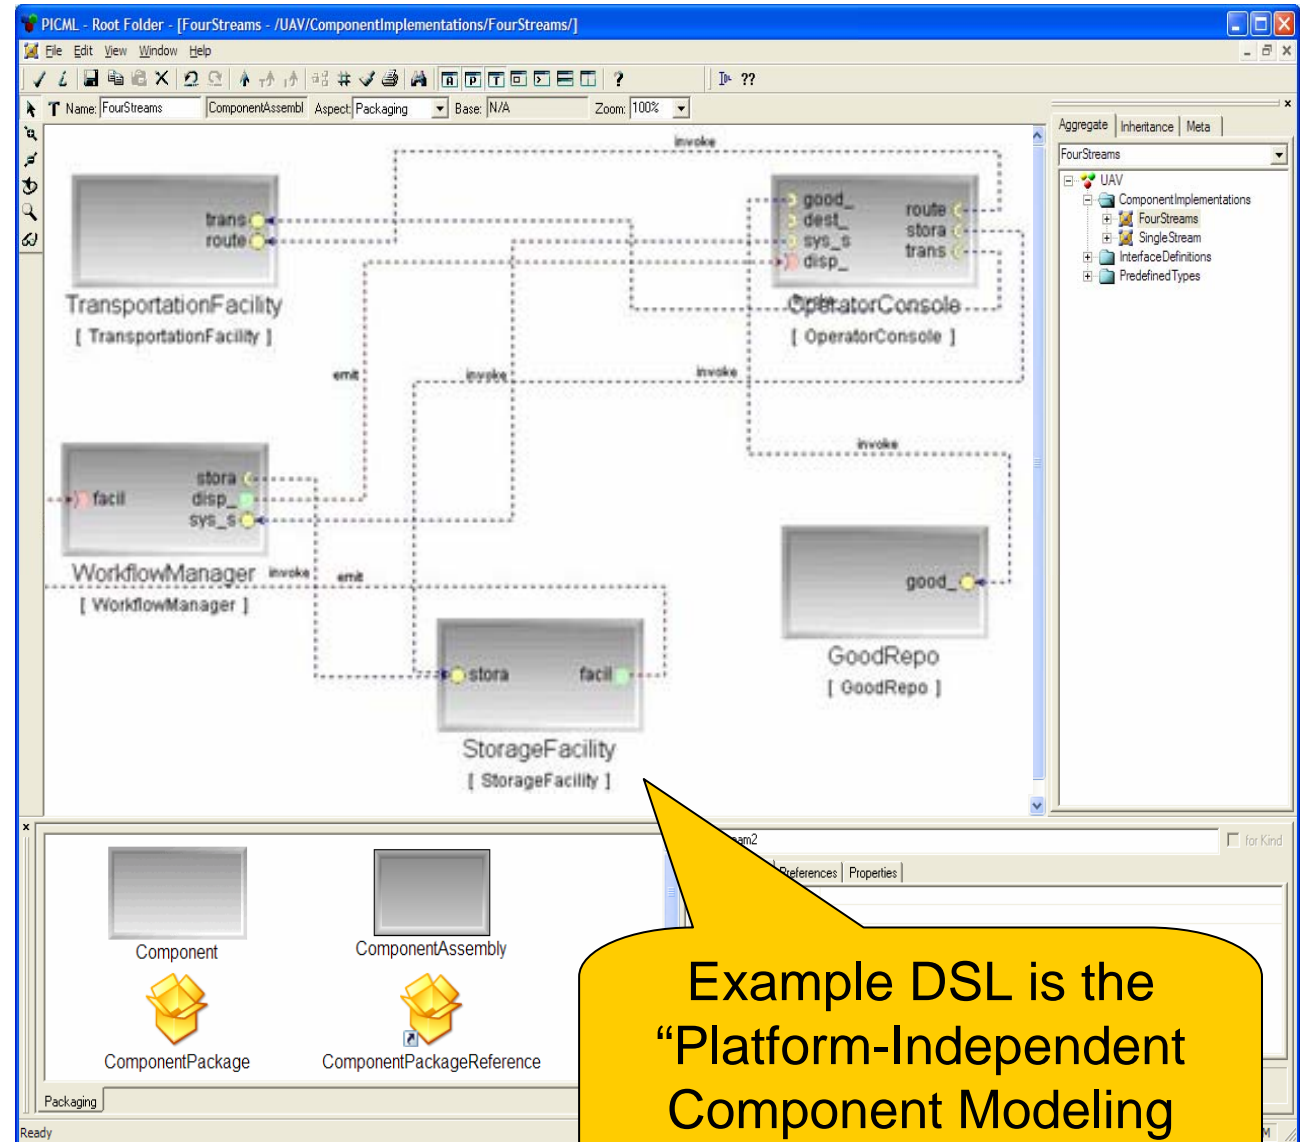 PICML - Root Folder - [FourStreams - /UAV/ComponentImplementations/FourStreams/]
File Edit View Window Help
A P T ? ??
T Name: FourStreams ComponentAssembl Aspect: Packaging Base: N/A Zoom: 100%
Aggregate Inheritance Meta
FourStreams
UAV
ComponentImplementations
FourStreams
SingleStream
InterfaceDefinitions
PredefinedTypes
invoke
trans
route
TransportationFacility
[ TransportationFacility ]
good_
dest_
sys_s
disp_
route
stora
trans
OperatorConsole
[ OperatorConsole ]
emit
invoke
invoke
invoke
facil
stora
disp_
sys_s
WorkflowManager
[ WorkflowManager ]
invoke
emit
good_
GoodRepo
[ GoodRepo ]
stora
facil
StorageFacility
[ StorageFacility ]
Component
ComponentAssembly
ComponentPackage
ComponentPackageReference
Packaging
for Kind
Preferences Properties
Example DSL is the
“Platform-Independent
Component Modeling
Ready